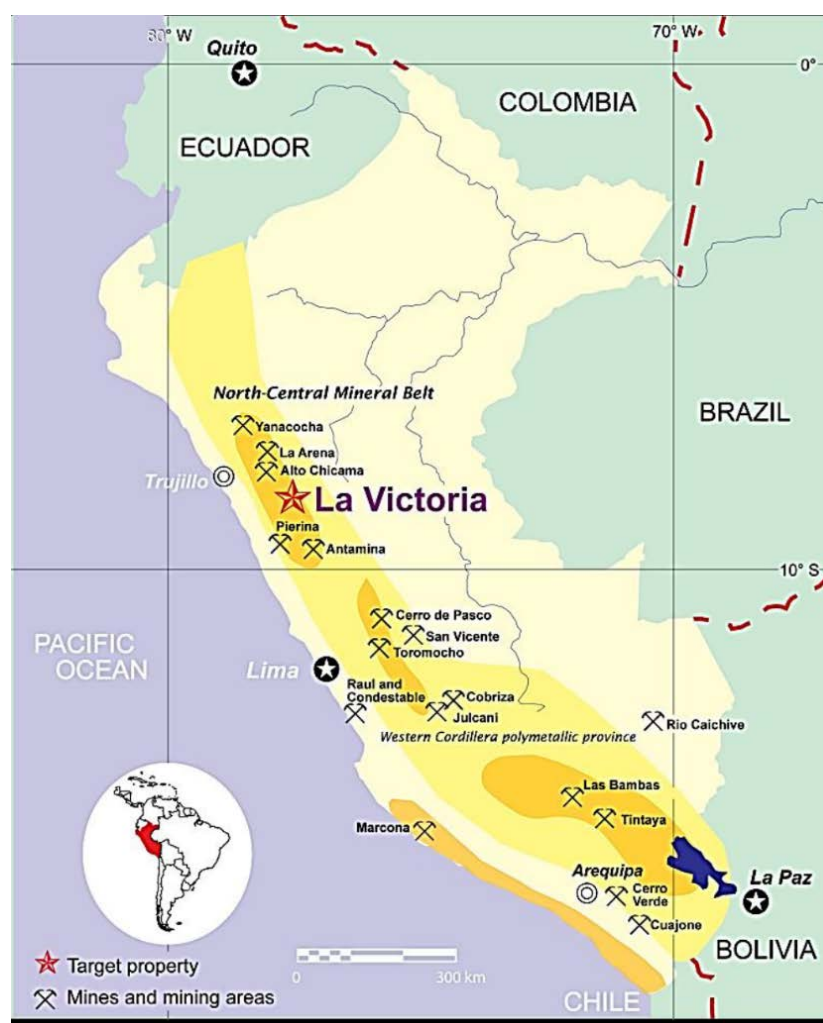 80° W
70° W
Quito
0°
COLOMBIA
ECUADOR
BRAZIL
North-Central Mineral Belt
Yanacocha
La Arena
Alto Chicama
Trujillo
La Victoria
Pierina
Antamina
10° S
Cerro de Pasco
San Vicente
Toromocho
PACIFIC
OCEAN
Lima
Raul and
Condestable
Cobriza
Julcani
Rio Caichive
Western Cordillera polymetallic province
Las Bambas
Tintaya
Marcona
Arequipa
La Paz
Cerro
Verde
Cuajone
BOLIVIA
Target property
Mines and mining areas
0
300 km
CHILE